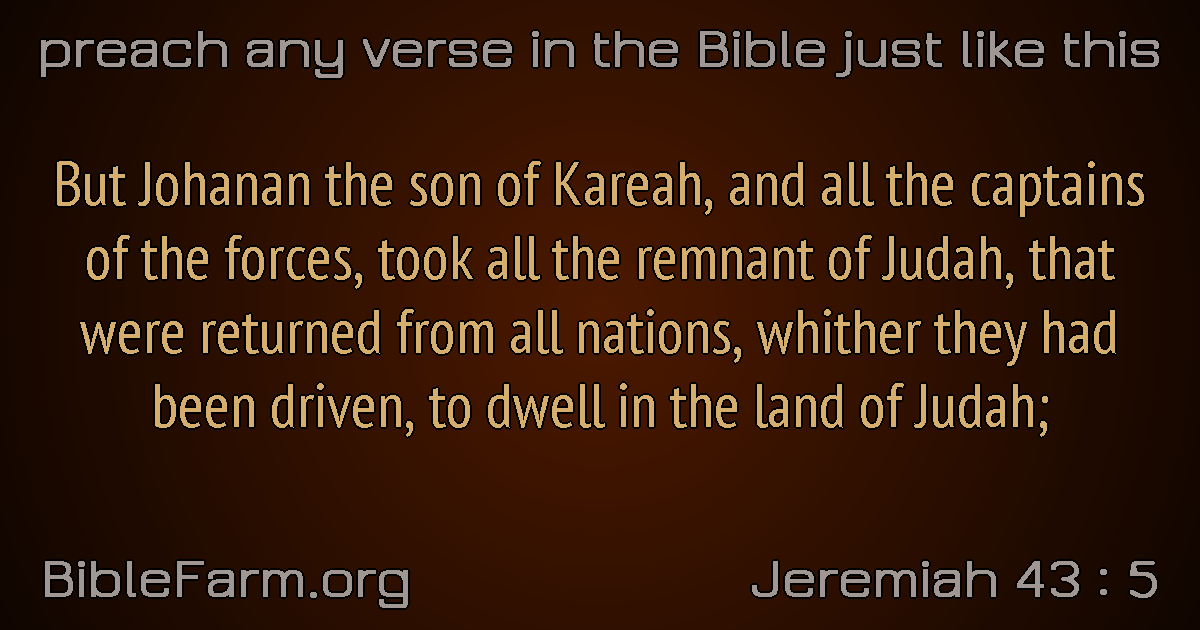 preach any verse in the Bible just like this
But Johanan the son of Kareah, and all the captains
of the forces, took all the remnant of Judah, that
were returned from all nations, whither they had
been driven, to dwell in the land of Judah;
BibleFarm.org
Jeremiah 43 : 5